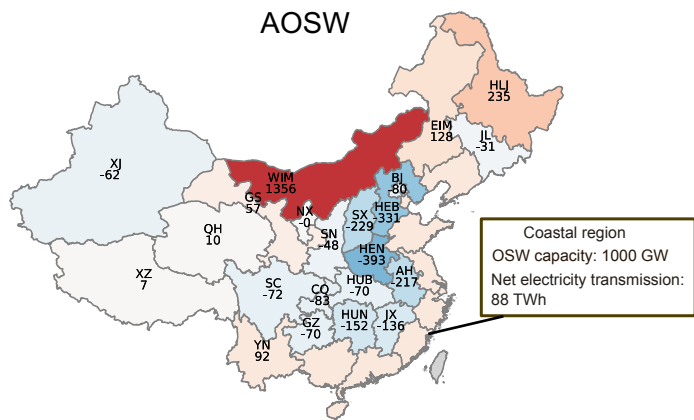 AOSW
HLJ
235
EIM
128
JL
-31
XJ
-62
WIM
1356
BJ
-80
GS
57
NX
-0
HEB
-331
SX
-229
QH
10
SN
-48
HEN
-393
XZ
7
SC
-72
CQ
-83
HUB
-70
AH
-217
GZ
-70
HUN
-152
JX
-136
YN
92
Coastal region
OSW capacity: 1000 GW
Net electricity transmission:
88 TWh